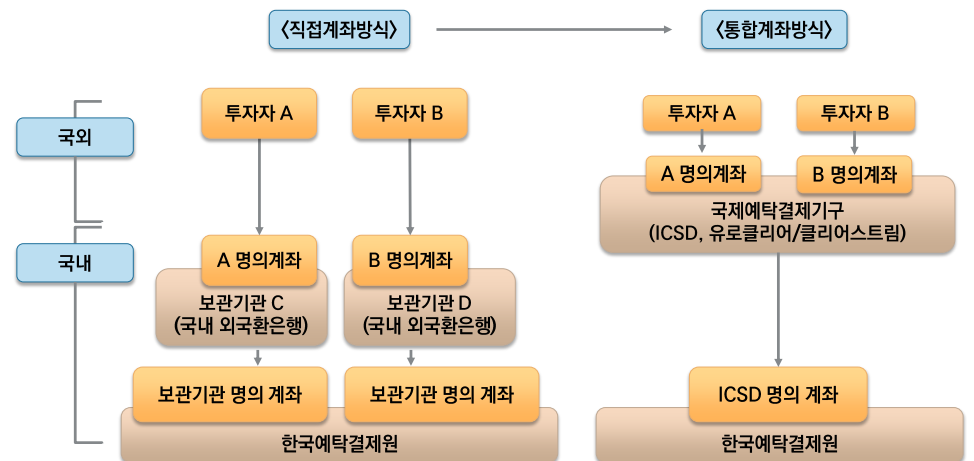 <직접계좌방식>
<통합계좌방식>
국외
국내
투자자 A
투자자 B
A 명의계좌
B 명의계좌
보관기관 C
(국내 외국환은행)
보관기관 D
(국내 외국환은행)
보관기관 명의 계좌
보관기관 명의 계좌
한국예탁결제원
투자자 A
투자자 B
A 명의계좌
B 명의계좌
국제예탁결제기구
(ICSD, 유로클리어/클리어스트림)
ICSD 명의 계좌
한국예탁결제원